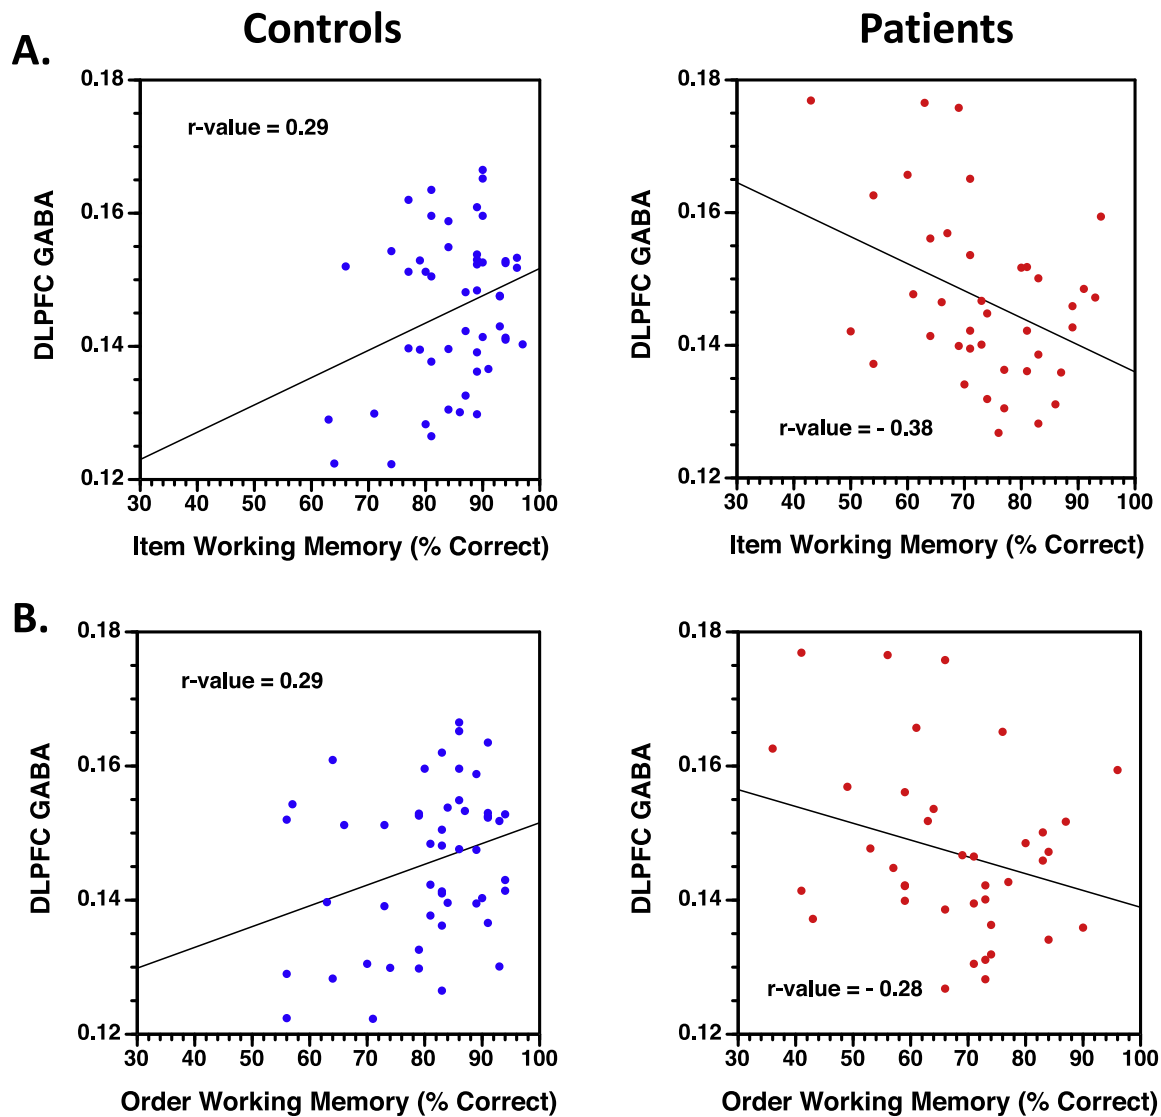 Controls
Patients
A.
0.18
0.16
0.14
0.12
DLPFC GABA
r-value = 0.29
30 40 50 60 70 80 90 100
Item Working Memory (% Correct)
0.18
0.16
0.14
0.12
DLPFC GABA
r-value = - 0.38
30 40 50 60 70 80 90 100
Item Working Memory (% Correct)
B.
0.18
0.16
0.14
0.12
DLPFC GABA
r-value = 0.29
30 40 50 60 70 80 90 100
Order Working Memory (% Correct)
0.18
0.16
0.14
0.12
DLPFC GABA
r-value = - 0.28
30 40 50 60 70 80 90 100
Order Working Memory (% Correct)